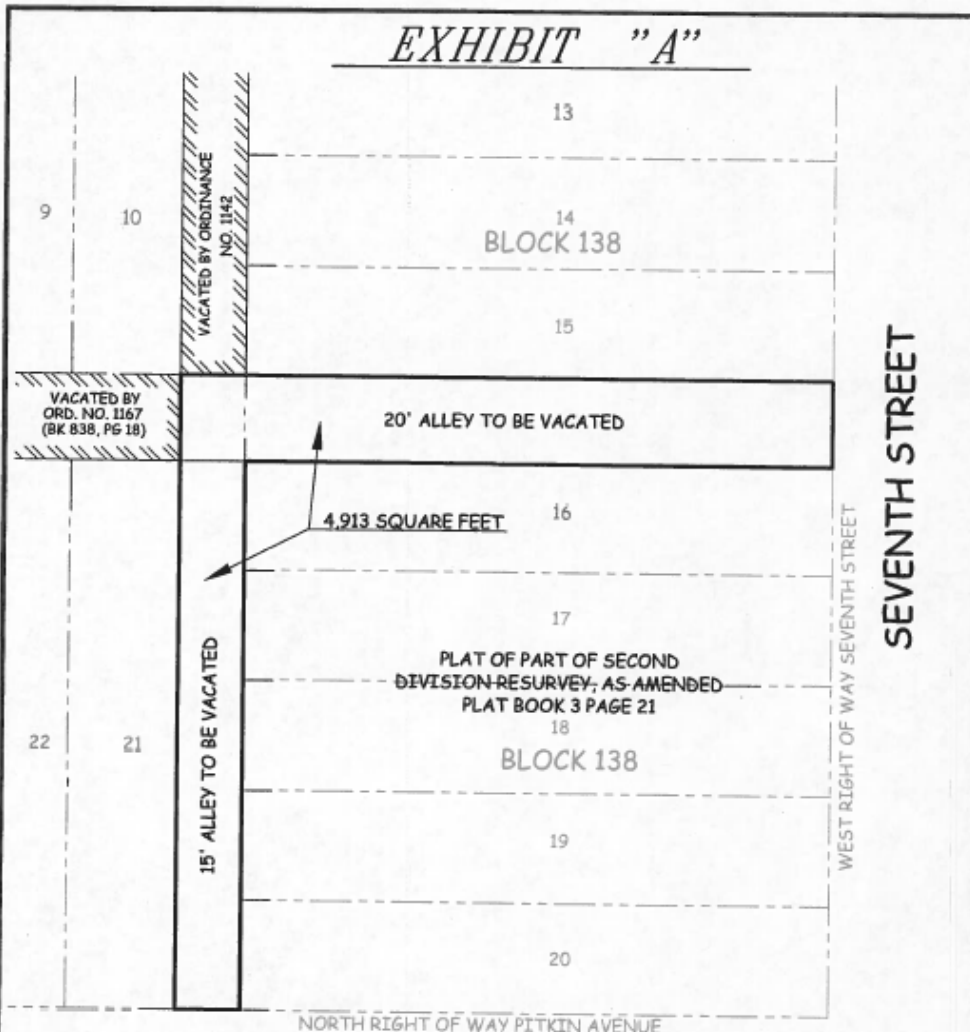 EXHIBIT "A"
13
VACATED BY ORDINANCE
NO. 1142
9
10
14
BLOCK 138
15
VACATED BY
ORD. NO. 1167
(BK 838, PG 18)
20' ALLEY TO BE VACATED
SEVENTH STREET
16
4,913 SQUARE FEET
WEST RIGHT OF WAY SEVENTH STREET
17
15' ALLEY TO BE VACATED
PLAT OF PART OF SECOND
DIVISION RESURVEY, AS AMENDED
PLAT BOOK 3 PAGE 21
22
21
18
BLOCK 138
19
20
NORTH RIGHT OF WAY PITKIN AVENUE